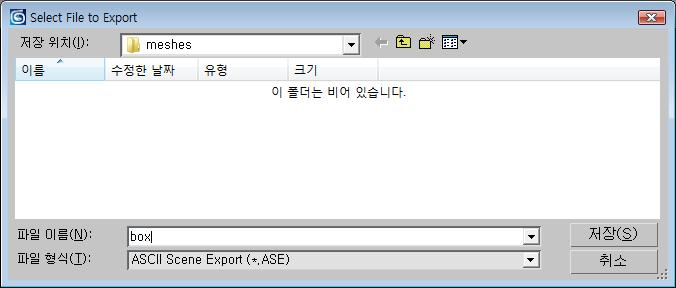 Select File to Export
저장 위치(I): meshes
이름 수정한 날짜 유형 크기
이 폴더는 비어 있습니다.
파일 이름(N): box 저장(S)
파일 형식(T): ASCII Scene Export (*.ASE) 취소